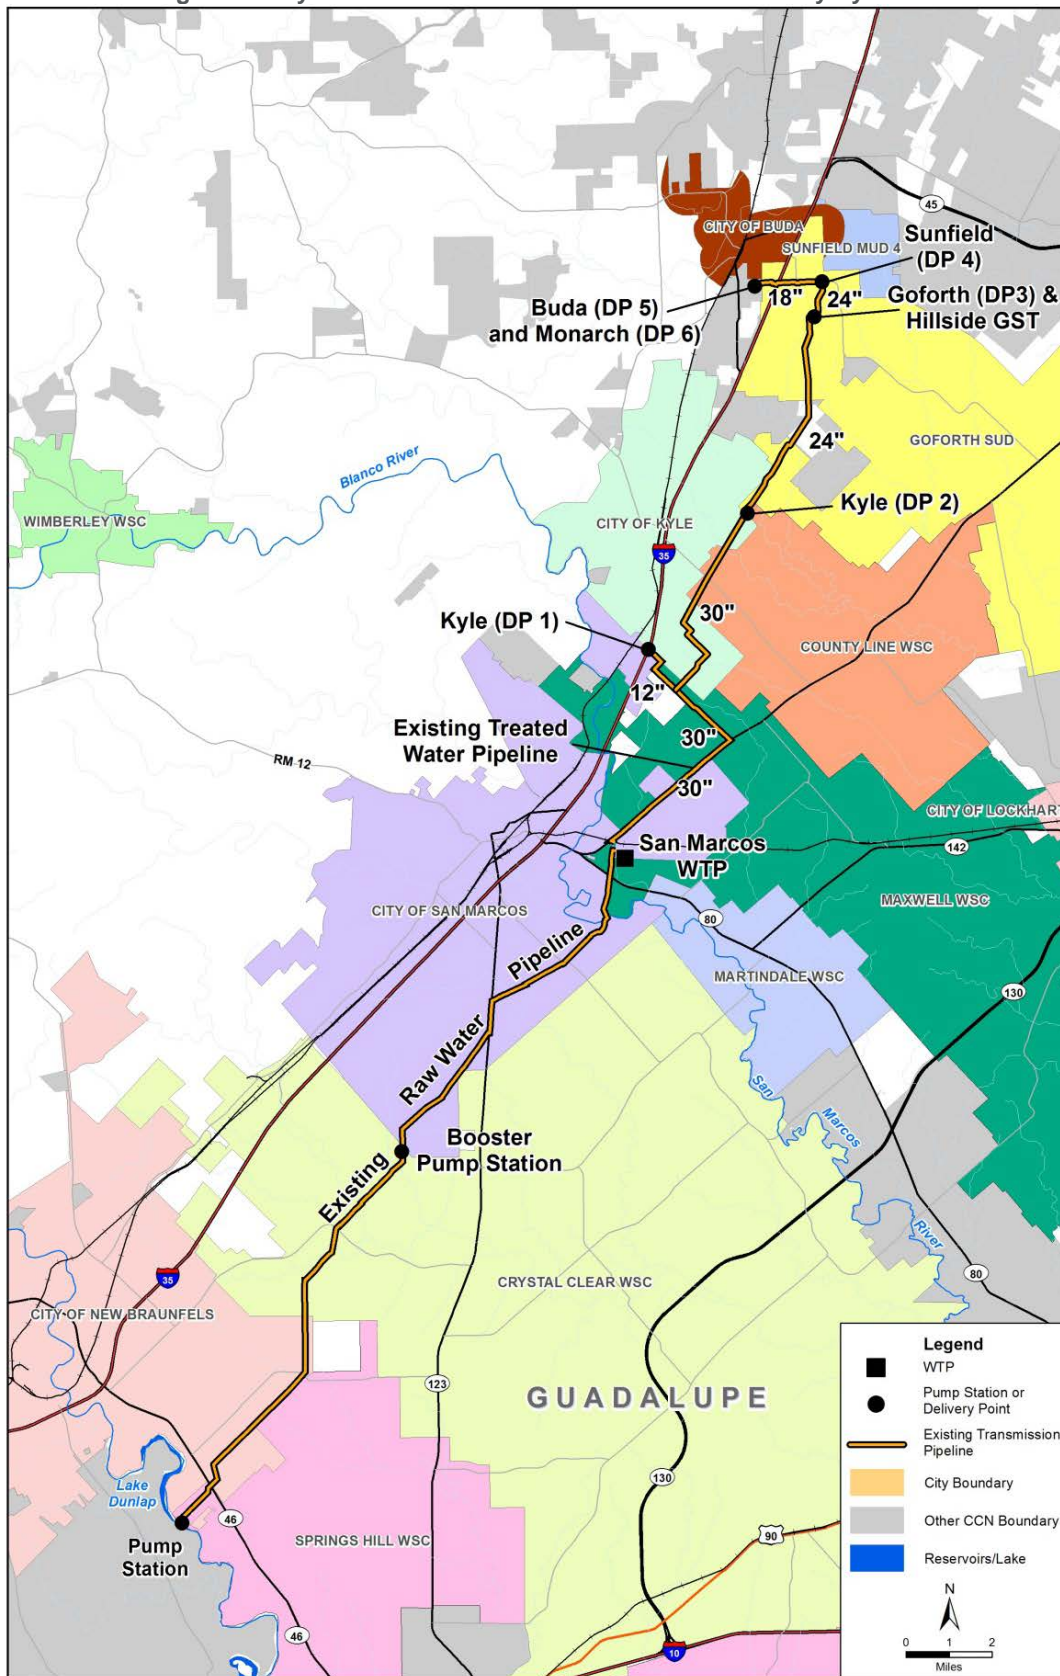 45
CITY OF BUDA
SUNFIELD MUD 4
Sunfield
(DP 4)
18"
24"
Buda (DP 5)
and Monarch (DP 6)
Goforth (DP3) &
Hillside GST
24"
GOFORTH SUD
Blanco River
WIMBERLEY WSC
CITY OF KYLE
Kyle (DP 2)
35
30"
Kyle (DP 1)
COUNTY LINE WSC
12"
Existing Treated
Water Pipeline
30"
RM 12
30"
CITY OF LOCKHART
San Marcos
WTP
142
CITY OF SAN MARCOS
80
MAXWELL WSC
Pipeline
MARTINDALE WSC
130
Raw Water
San
Marcos
River
Booster
Pump Station
Existing
80
35
CRYSTAL CLEAR WSC
CITY OF NEW BRAUNFELS
123
GUADALUPE
130
Lake
Dunlap
46
90
Pump
Station
SPRINGS HILL WSC
46
10
Legend
WTP
Pump Station or
Delivery Point
Existing Transmission
Pipeline
City Boundary
Other CCN Boundary
Reservoirs/Lake
N
0 1 2
Miles